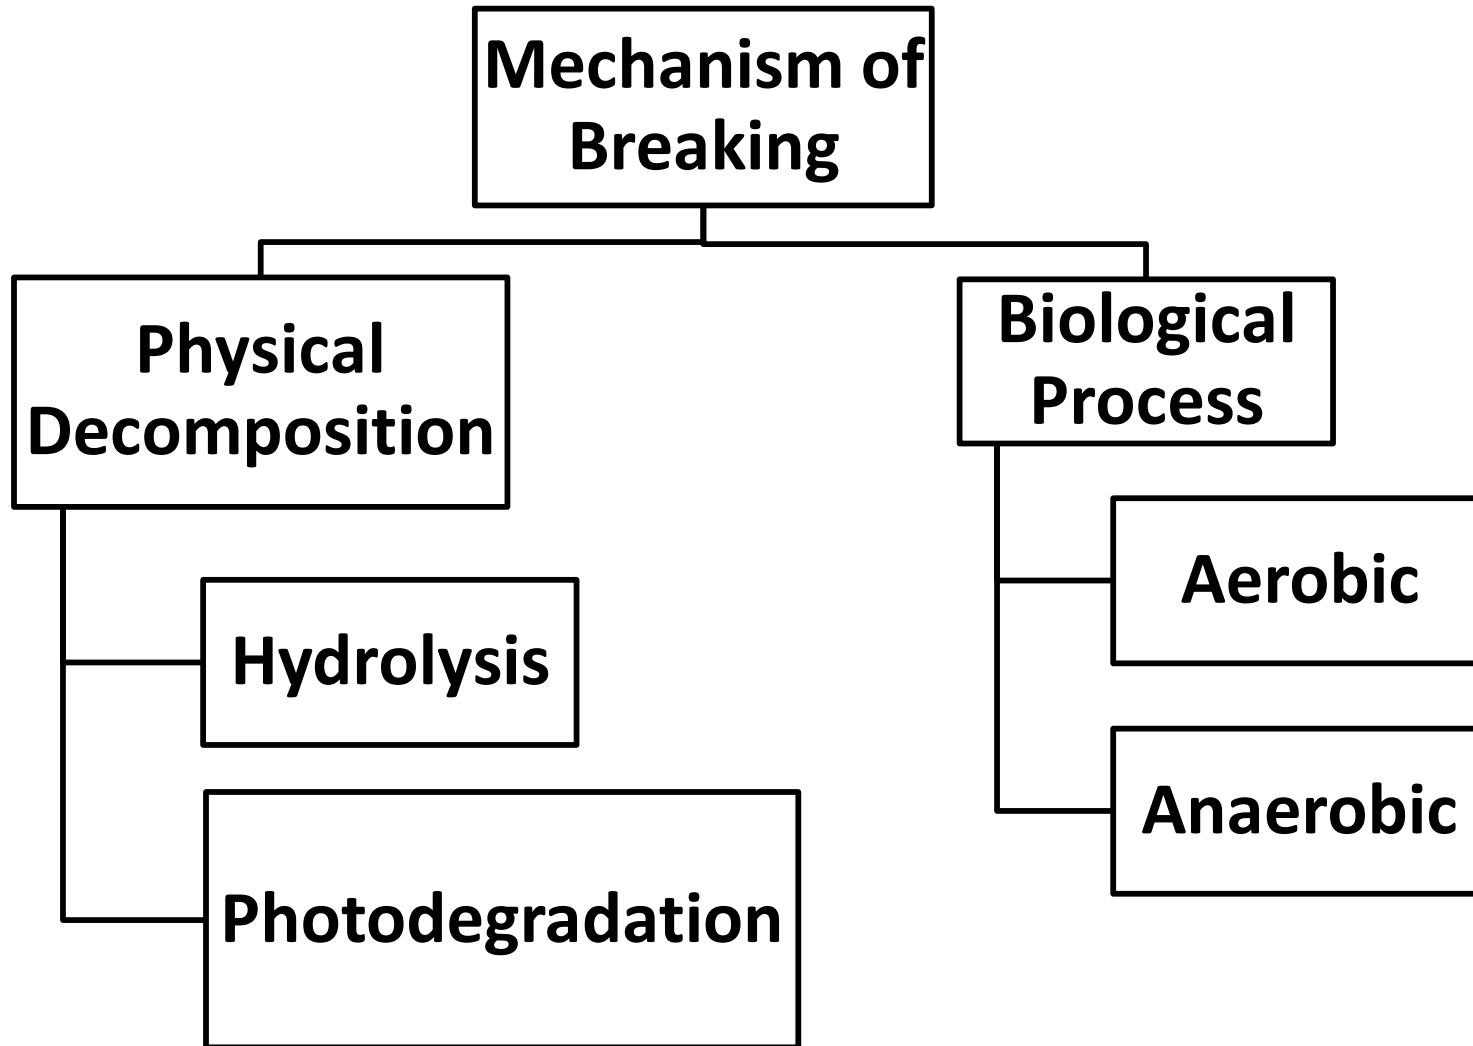 Mechanism of
Breaking
Physical
Decomposition
Hydrolysis
Photodegradation
Biological
Process
Aerobic
Anaerobic